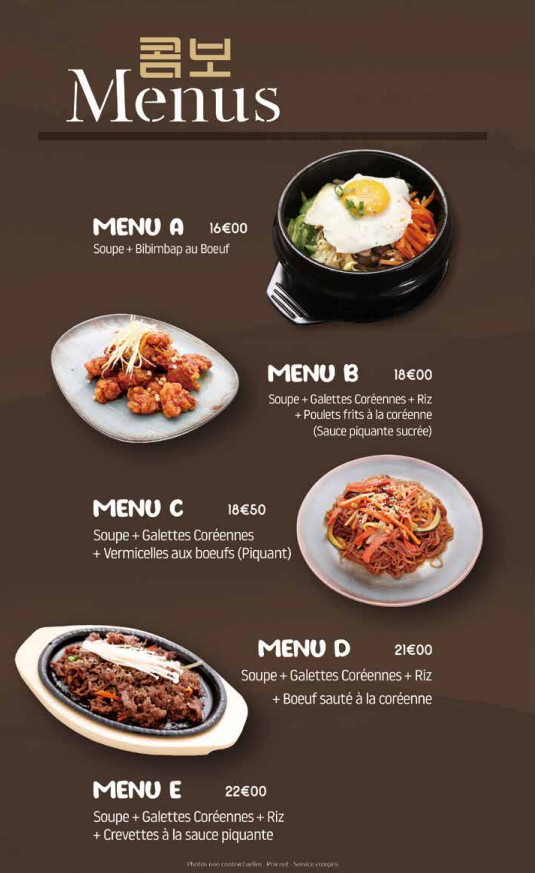 콤보
Menus
MENU A 16€00
Soupe + Bibimbap au Boeuf
MENU B 18€00
Soupe + Galettes Coréennes + Riz
+ Poulets frits à la coréenne
(Sauce piquante sucrée)
MENU C 18€50
Soupe + Galettes Coréennes
+ Vermicelles aux boeufs (Piquant)
MENU D 21€00
Soupe + Galettes Coréennes + Riz
+ Boeuf sauté à la coréenne
MENU E 22€00
Soupe + Galettes Coréennes + Riz
+ Crevettes à la sauce piquante
Photos non contractuelles - Prix net - Service compris